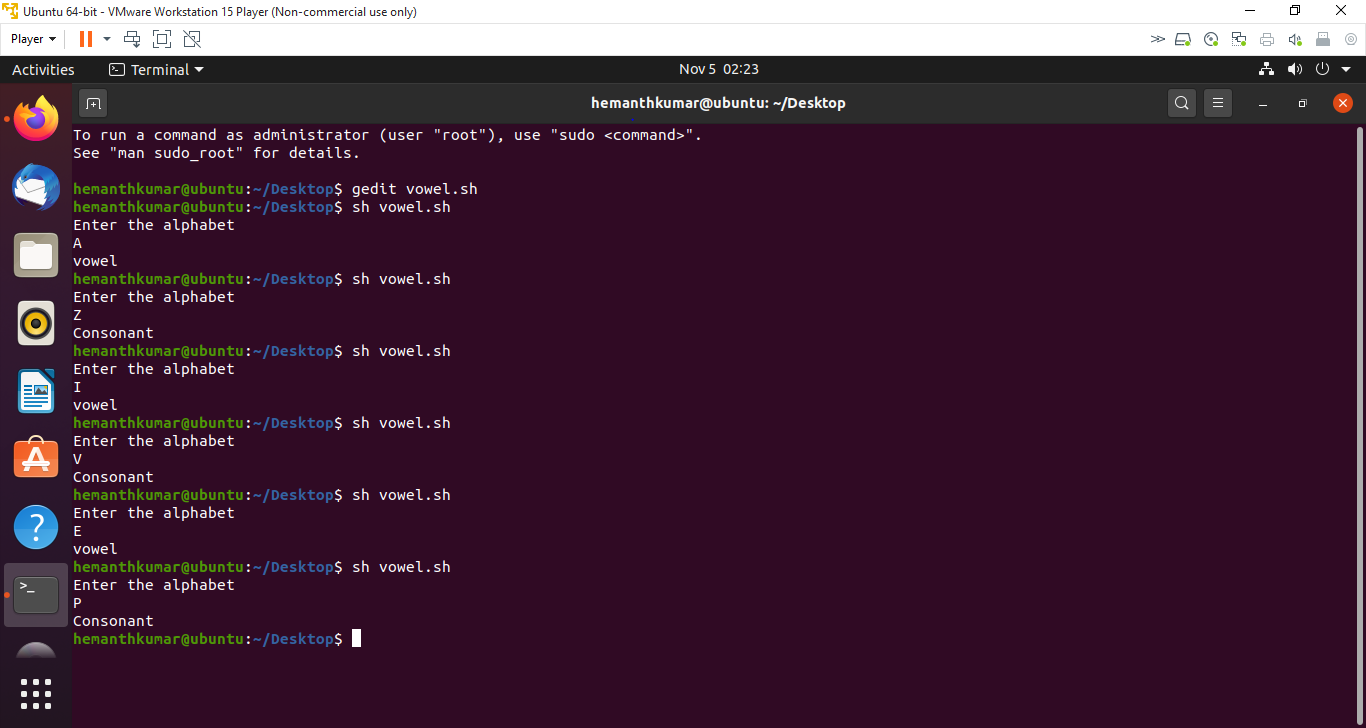 Ubuntu 64-bit - VMware Workstation 15 Player (Non-commercial use only)
Player
Activities Terminal Nov 5 02:23
hemanthkumar@ubuntu: ~/Desktop
To run a command as administrator (user "root"), use "sudo <command>".
See "man sudo_root" for details.
hemanthkumar@ubuntu:~/Desktop$ gedit vowel.sh
hemanthkumar@ubuntu:~/Desktop$ sh vowel.sh
Enter the alphabet
A
vowel
hemanthkumar@ubuntu:~/Desktop$ sh vowel.sh
Enter the alphabet
Z
Consonant
hemanthkumar@ubuntu:~/Desktop$ sh vowel.sh
Enter the alphabet
I
vowel
hemanthkumar@ubuntu:~/Desktop$ sh vowel.sh
Enter the alphabet
V
Consonant
hemanthkumar@ubuntu:~/Desktop$ sh vowel.sh
Enter the alphabet
E
vowel
hemanthkumar@ubuntu:~/Desktop$ sh vowel.sh
Enter the alphabet
P
Consonant
hemanthkumar@ubuntu:~/Desktop$